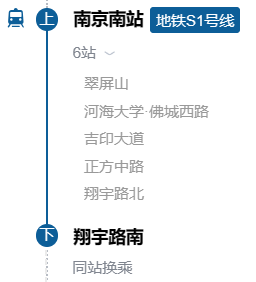 上 南京南站 地铁S1号线
6站
翠屏山
河海大学·佛城西路
吉印大道
正方中路
翔宇路北
下 翔宇路南
同站换乘